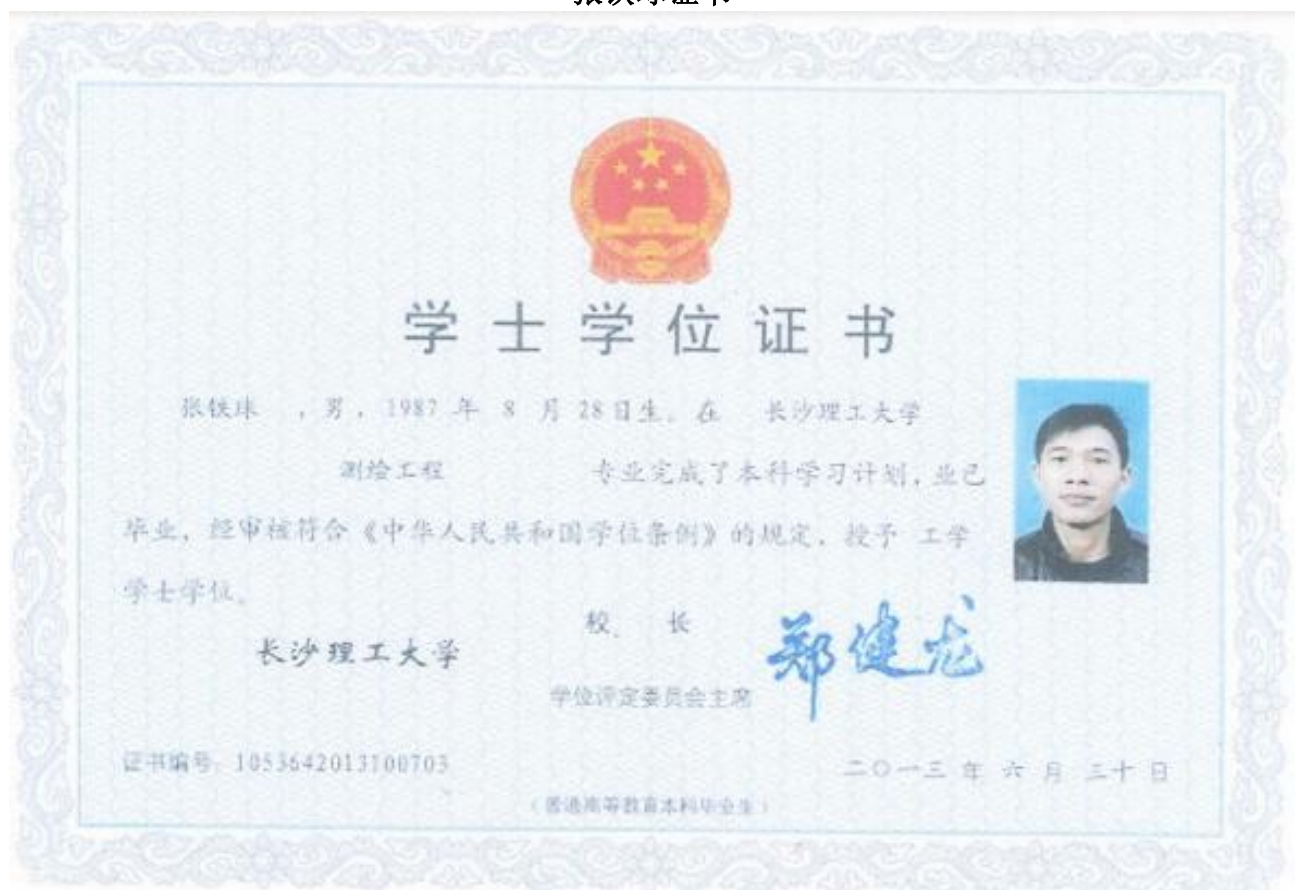 学士学位证书
张铁球 ，男，1987 年 8 月 28日生。在 长沙理工大学
测绘工程 专业完成了本科学习计划，业已
毕业，经审核符合《中华人民共和国学位条例》的规定，授予 工学
学士学位。
校 长
郑健龙
长沙理工大学
学位评定委员会主席
证书编号 1053642013100703
二〇一三年六月三十日
（普通高等教育本科毕业生）